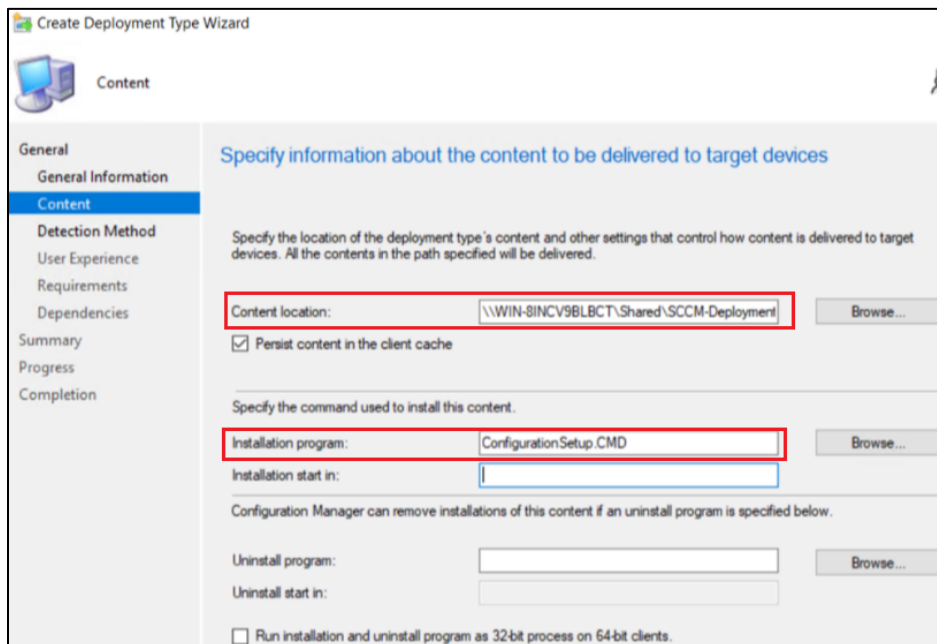 Create Deployment Type Wizard
Content
General
General Information
Content
Detection Method
User Experience
Requirements
Dependencies
Summary
Progress
Completion
Specify information about the content to be delivered to target devices
Specify the location of the deployment type's content and other settings that control how content is delivered to target
devices. All the contents in the path specified will be delivered.
Content location: \\WIN-8INCV9BLBCT\Shared\SCCM-Deployment Browse...
Persist content in the client cache
Specify the command used to install this content.
Installation program: ConfigurationSetup.CMD Browse...
Installation start in:
Configuration Manager can remove installations of this content if an uninstall program is specified below.
Uninstall program: Browse...
Uninstall start in:
Run installation and uninstall program as 32-bit process on 64-bit clients.